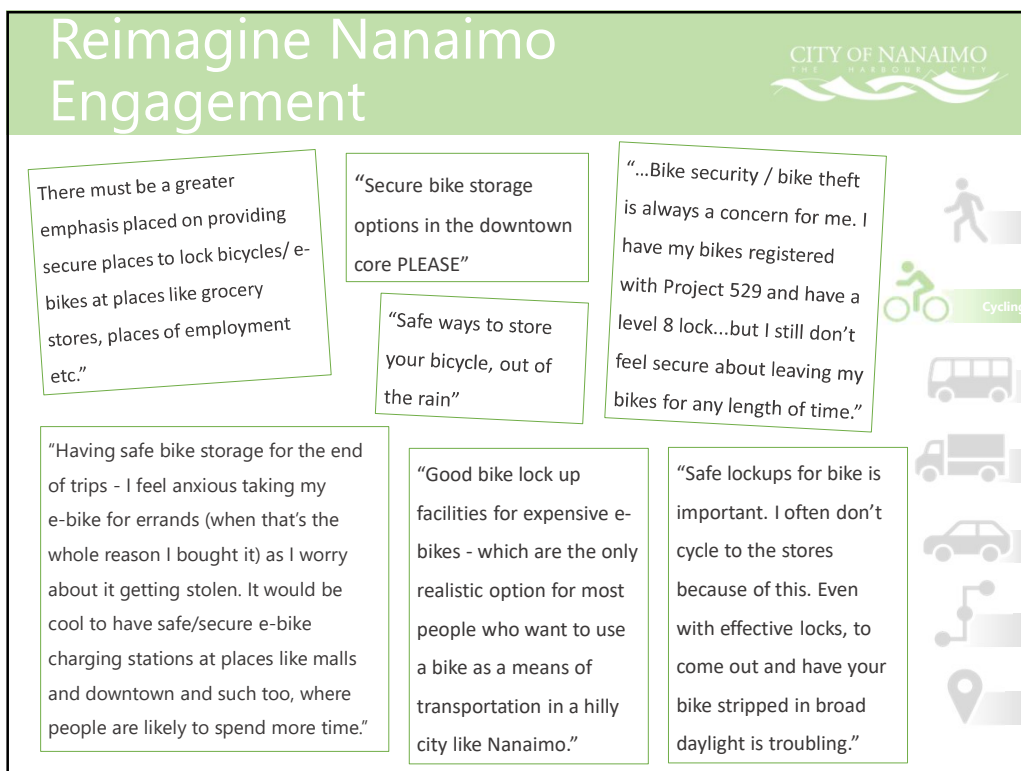 Reimagine Nanaimo
Engagement
CITY OF NANAIMO
THE HARBOUR CITY
There must be a greater
emphasis placed on providing
secure places to lock bicycles/ e-
bikes at places like grocery
stores, places of employment
etc.”
“Secure bike storage
options in the downtown
core PLEASE”
“Safe ways to store
your bicycle, out of
the rain”
“...Bike security / bike theft
is always a concern for me. I
have my bikes registered
with Project 529 and have a
level 8 lock...but I still don’t
feel secure about leaving my
bikes for any length of time.”
Cycling
“Having safe bike storage for the end
of trips - I feel anxious taking my
e-bike for errands (when that’s the
whole reason I bought it) as I worry
about it getting stolen. It would be
cool to have safe/secure e-bike
charging stations at places like malls
and downtown and such too, where
people are likely to spend more time.”
“Good bike lock up
facilities for expensive e-
bikes - which are the only
realistic option for most
people who want to use
a bike as a means of
transportation in a hilly
city like Nanaimo.”
“Safe lockups for bike is
important. I often don’t
cycle to the stores
because of this. Even
with effective locks, to
come out and have your
bike stripped in broad
daylight is troubling.”